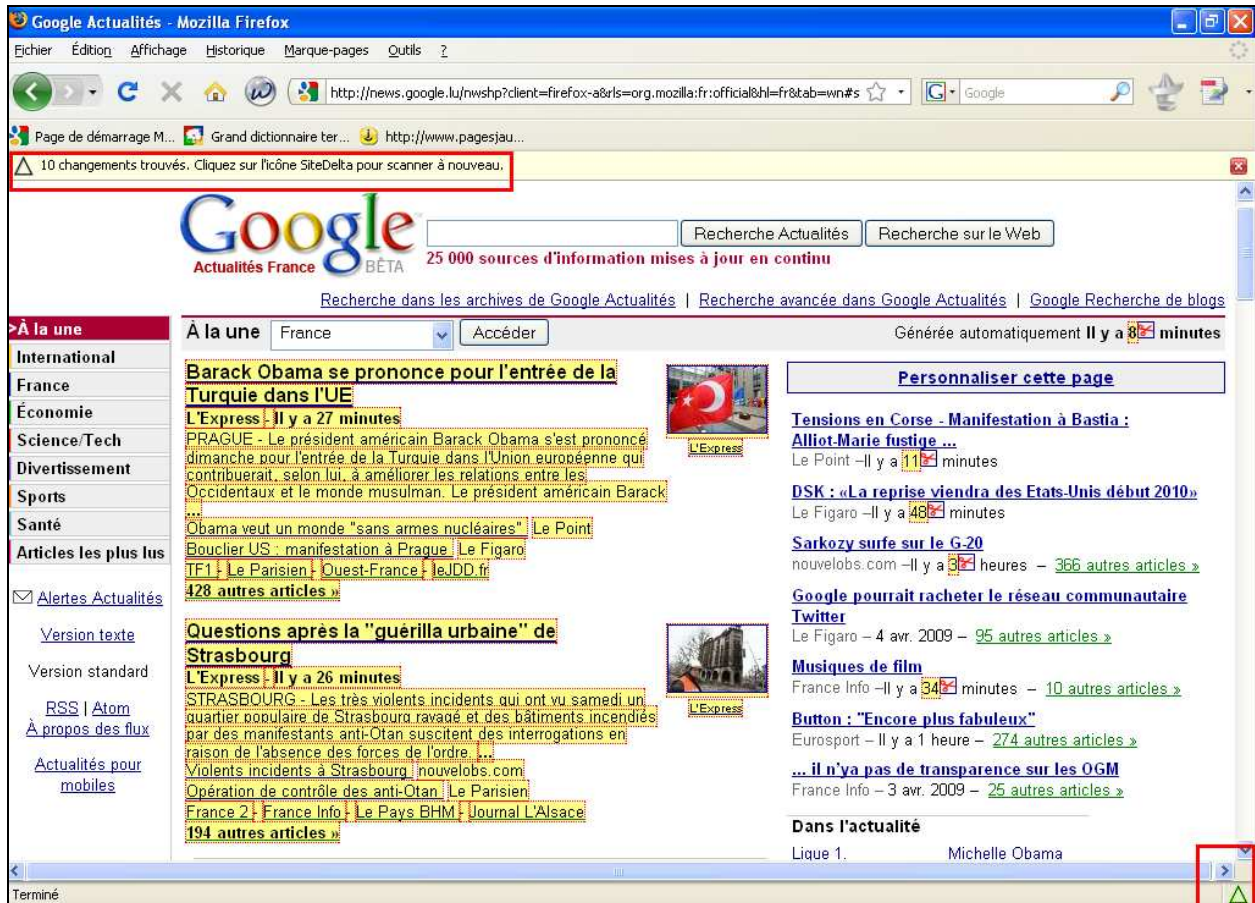 Google Actualités - Mozilla Firefox
Fichier Édition Affichage Historique Marque-pages Outils ?
http://news.google.lu/nwshp?client=firefox-a&rls=org.mozilla:fr:official&hl=fr&tab=wn#s
G Google
Page de démarrage M... Grand dictionnaire ter... http://www.pagesjau...
10 changements trouvés. Cliquez sur l'icône SiteDelta pour scanner à nouveau.
Google
Actualités France BÊTA
Recherche Actualités Recherche sur le Web
25 000 sources d'information mises à jour en continu
Recherche dans les archives de Google Actualités | Recherche avancée dans Google Actualités | Google Recherche de blogs
>À la une
International
France
Économie
Science/Tech
Divertissement
Sports
Santé
Articles les plus lus
Alertes Actualités
Version texte
Version standard
RSS | Atom
À propos des flux
Actualités pour
mobiles
À la une France Accéder
Générée automatiquement Il y a 8 minutes
Barack Obama se prononce pour l'entrée de la
Turquie dans l'UE
L'Express - Il y a 27 minutes
PRAGUE - Le président américain Barack Obama s'est prononcé
dimanche pour l'entrée de la Turquie dans l'Union européenne qui
contribuerait, selon lui, à améliorer les relations entre les
Occidentaux et le monde musulman. Le président américain Barack
...
Obama veut un monde "sans armes nucléaires" Le Point
Bouclier US : manifestation à Prague Le Figaro
TF1 - Le Parisien - Ouest-France - leJDD.fr
428 autres articles »
L'Express
Questions après la "guérilla urbaine" de
Strasbourg
L'Express - Il y a 26 minutes
STRASBOURG - Les très violents incidents qui ont vu samedi un
quartier populaire de Strasbourg ravagé et des bâtiments incendiés
par des manifestants anti-Otan suscitent des interrogations en
raison de l'absence des forces de l'ordre. ...
Violents incidents à Strasbourg nouvelobs.com
Opération de contrôle des anti-Otan Le Parisien
France 2 - France Info - Le Pays BHM - Journal L'Alsace
194 autres articles »
L'Express
Personnaliser cette page
Tensions en Corse - Manifestation à Bastia :
Alliot-Marie fustige ...
Le Point –Il y a 11 minutes
DSK : «La reprise viendra des Etats-Unis début 2010»
Le Figaro –Il y a 48 minutes
Sarkozy surfe sur le G-20
nouvelobs.com –Il y a 3 heures – 366 autres articles »
Google pourrait racheter le réseau communautaire
Twitter
Le Figaro – 4 avr. 2009 – 95 autres articles »
Musiques de film
France Info –Il y a 34 minutes – 10 autres articles »
Button : "Encore plus fabuleux"
Eurosport – Il y a 1 heure – 274 autres articles »
... il n'ya pas de transparence sur les OGM
France Info – 3 avr. 2009 – 25 autres articles »
Dans l'actualité
Ligue 1. Michelle Obama
Terminé